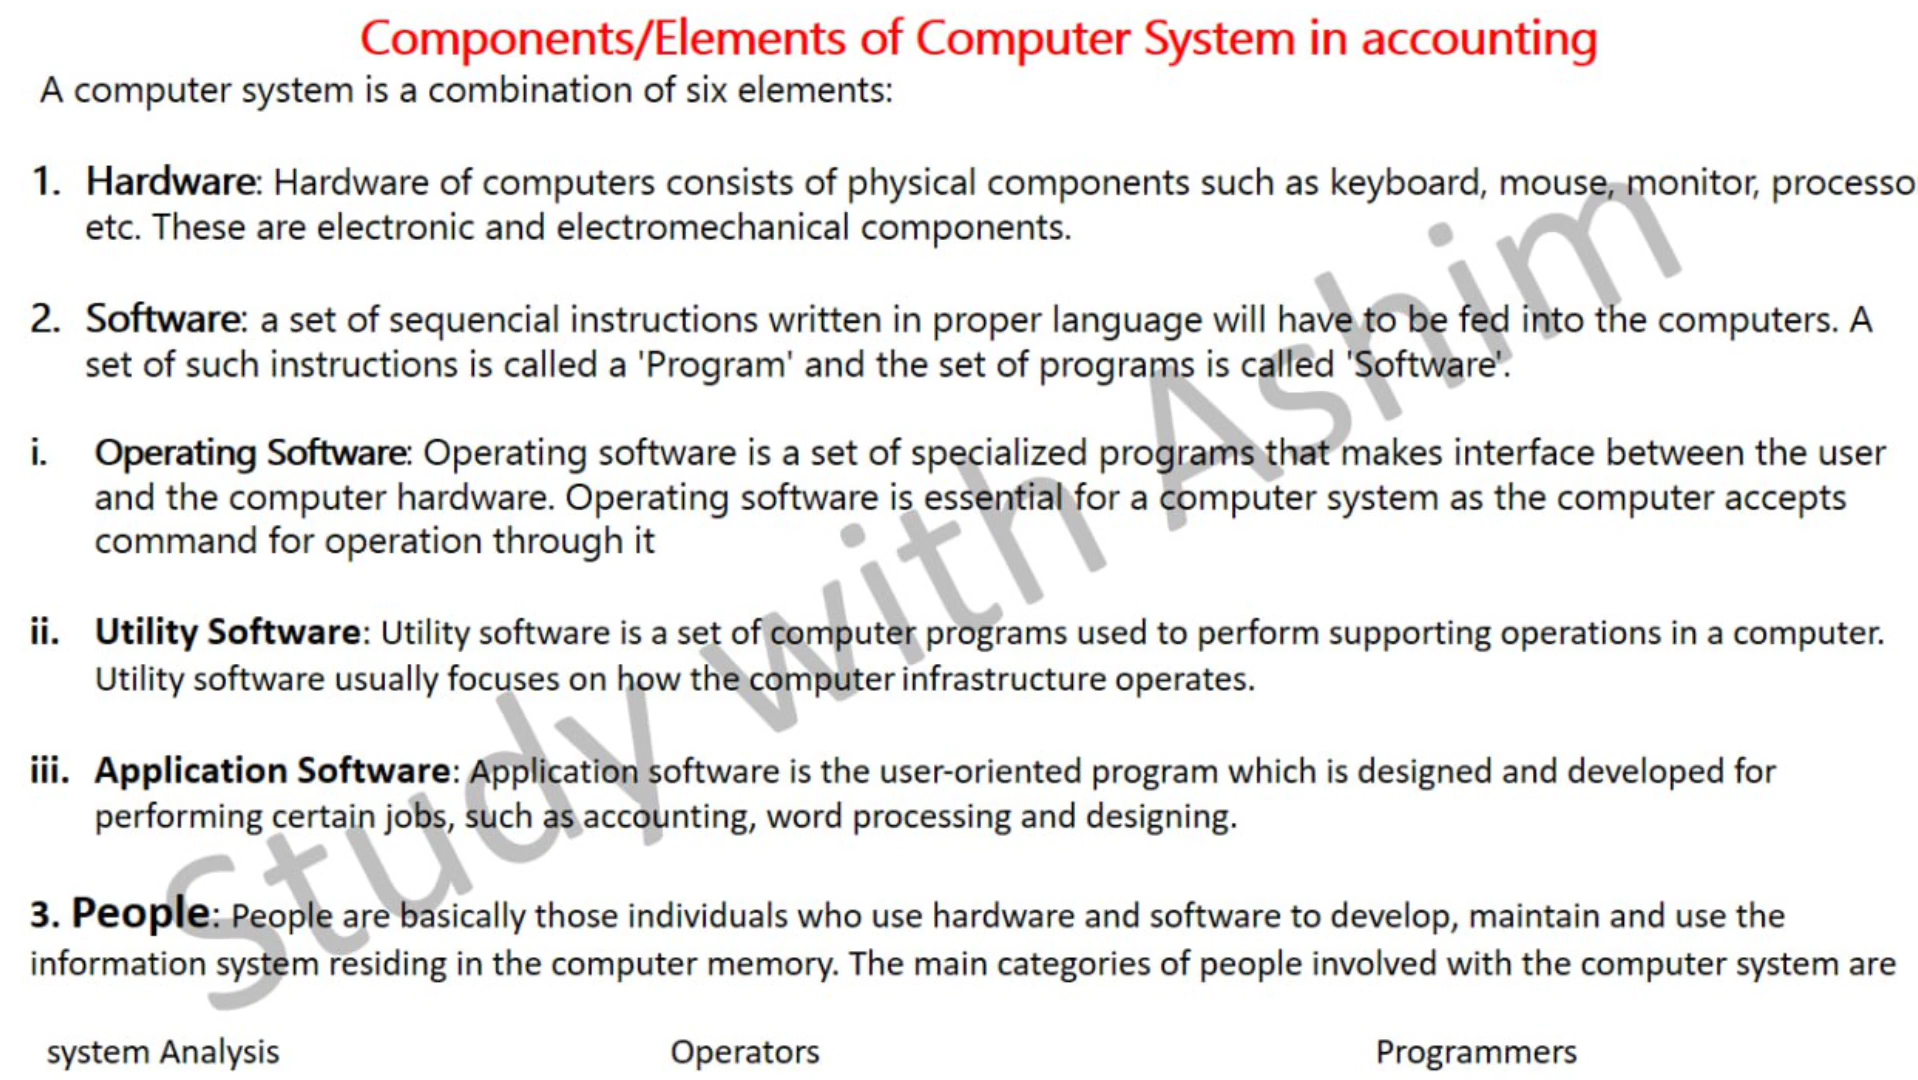 Components/Elements of Computer System in accounting
A computer system is a combination of six elements:
1. Hardware: Hardware of computers consists of physical components such as keyboard, mouse, monitor, processo
etc. These are electronic and electromechanical components.
2. Software: a set of sequencial instructions written in proper language will have to be fed into the computers. A
set of such instructions is called a 'Program' and the set of programs is called 'Software'.
i. Operating Software: Operating software is a set of specialized programs that makes interface between the user
and the computer hardware. Operating software is essential for a computer system as the computer accepts
command for operation through it
ii. Utility Software: Utility software is a set of computer programs used to perform supporting operations in a computer.
Utility software usually focuses on how the computer infrastructure operates.
iii. Application Software: Application software is the user-oriented program which is designed and developed for
performing certain jobs, such as accounting, word processing and designing.
3. People: People are basically those individuals who use hardware and software to develop, maintain and use the
information system residing in the computer memory. The main categories of people involved with the computer system are
system Analysis Operators Programmers
Study with Ashim